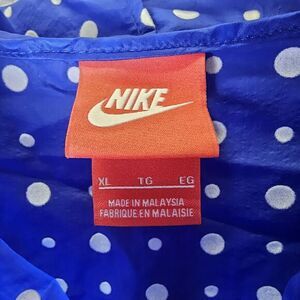 NIKE
XL TG EG
MADE IN MALAYSIA
FABRIQUE EN MALAISIE